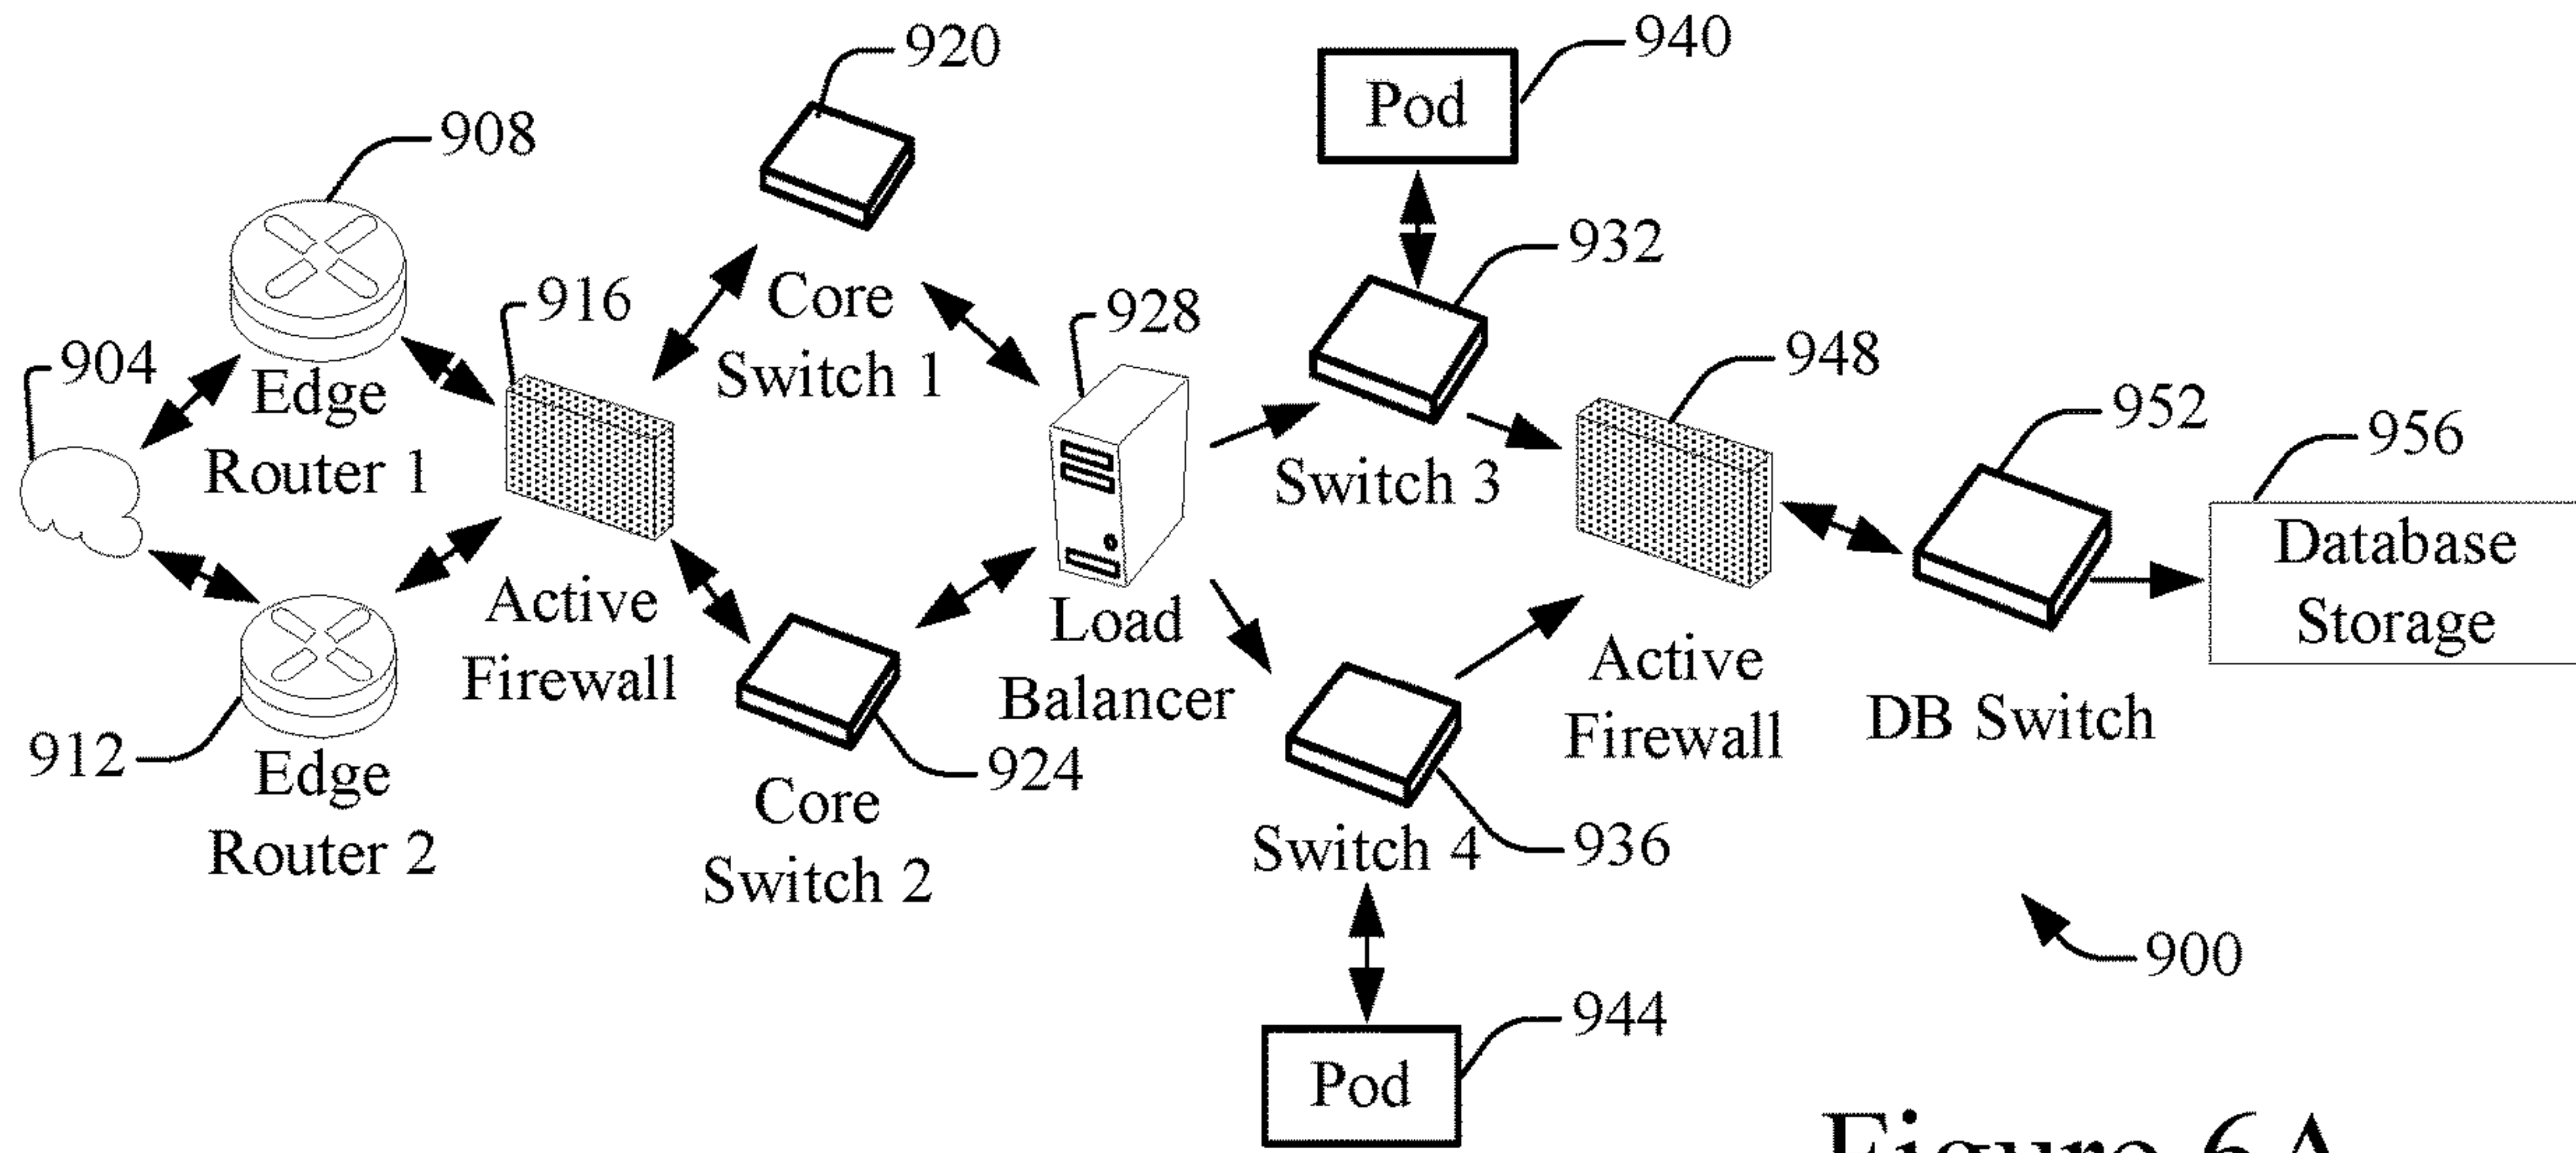 920
940
Pod
908
932
916
Core
Switch 1
928
948
904
Edge
Router 1
952
956
Switch 3
Database
Storage
Active
Firewall
Load
Balancer
Active
Firewall
DB Switch
912
Edge
Router 2
924
Core
Switch 2
Switch 4
936
900
944
Pod
Figure 6A